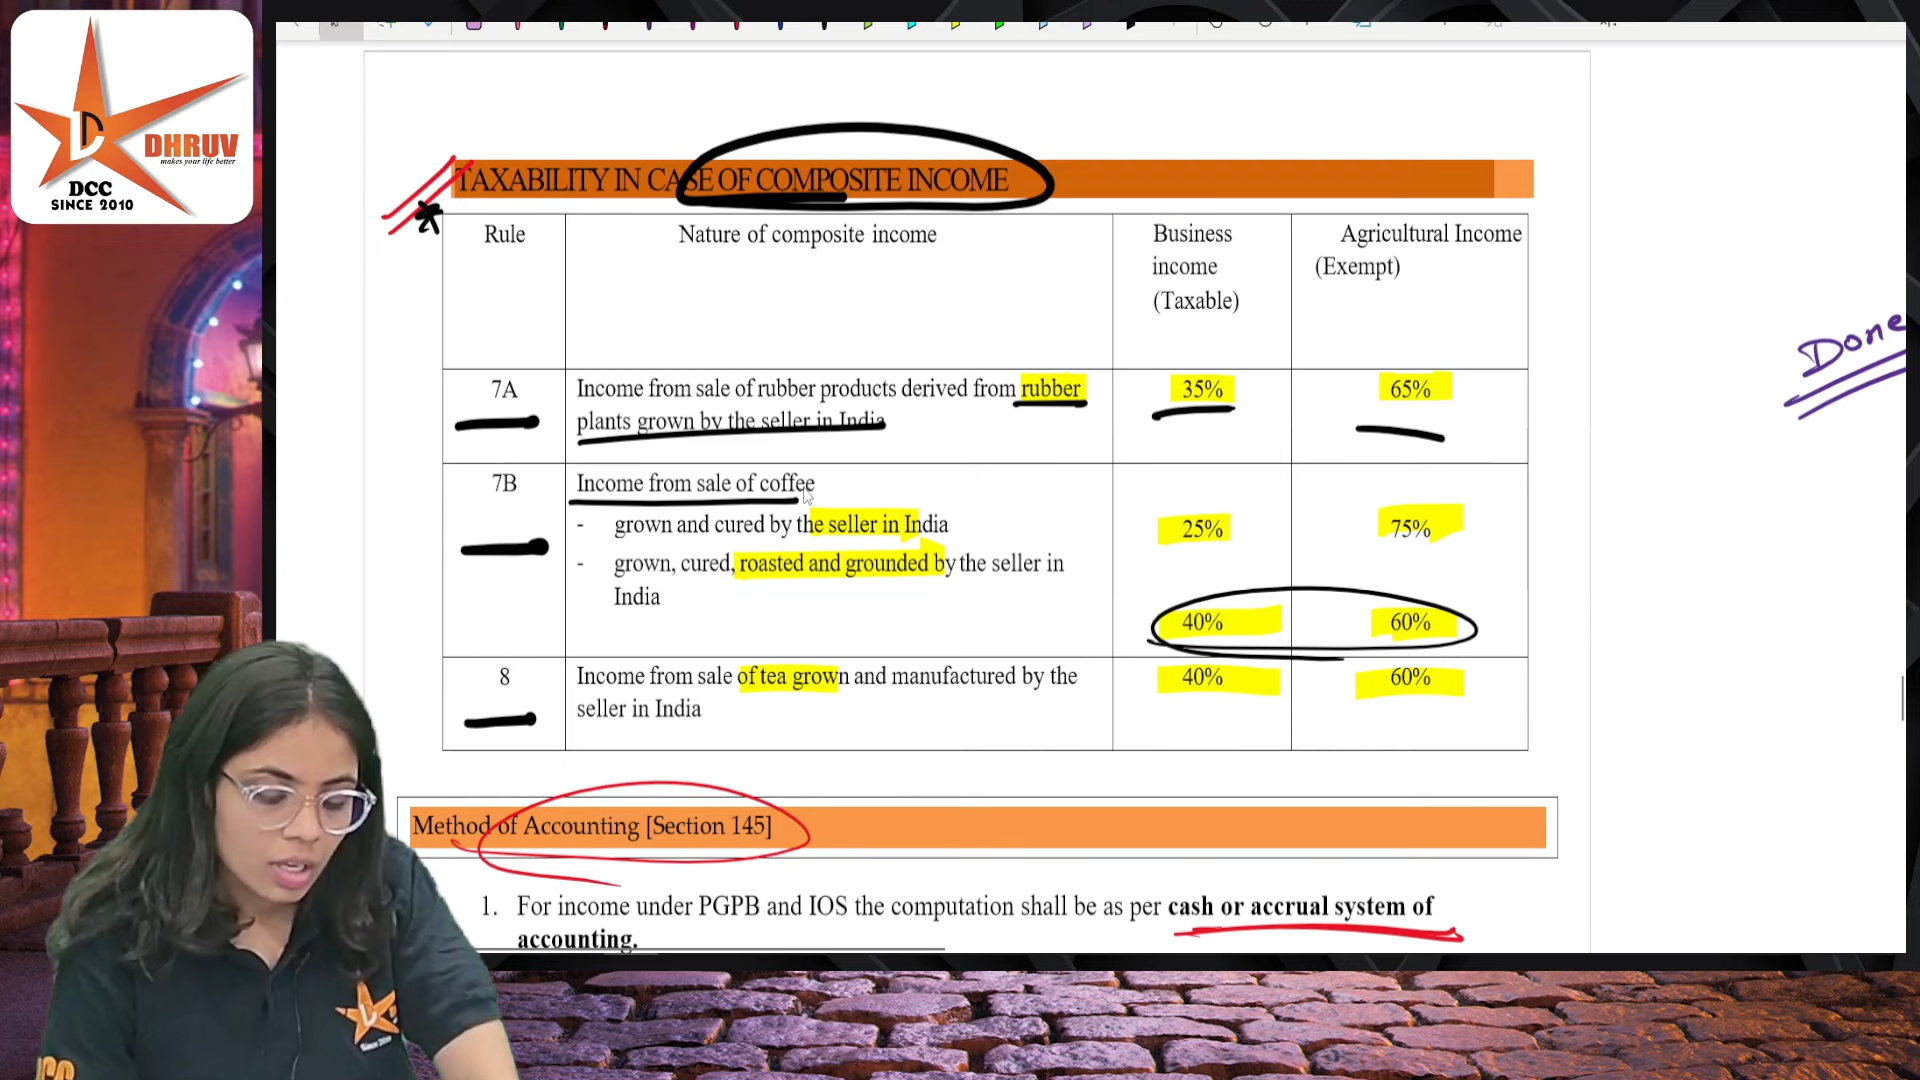 DC
DHRUV
makes your life better
DCC
SINCE 2010
TAXABILITY IN CASE OF COMPOSITE INCOME
Rule
Nature of composite income
Business
income
(Taxable)
Agricultural Income
(Exempt)
7A
Income from sale of rubber products derived from rubber
plants grown by the seller in India
35%
65%
7B
Income from sale of coffee
- grown and cured by the seller in India
25%
75%
- grown, cured, roasted and grounded by the seller in
India
40%
60%
8
Income from sale of tea grown and manufactured by the
seller in India
40%
60%
Done
Method of Accounting [Section 145]
1. For income under PGPB and IOS the computation shall be as per cash or accrual system of
accounting.
Since 2010
DCC